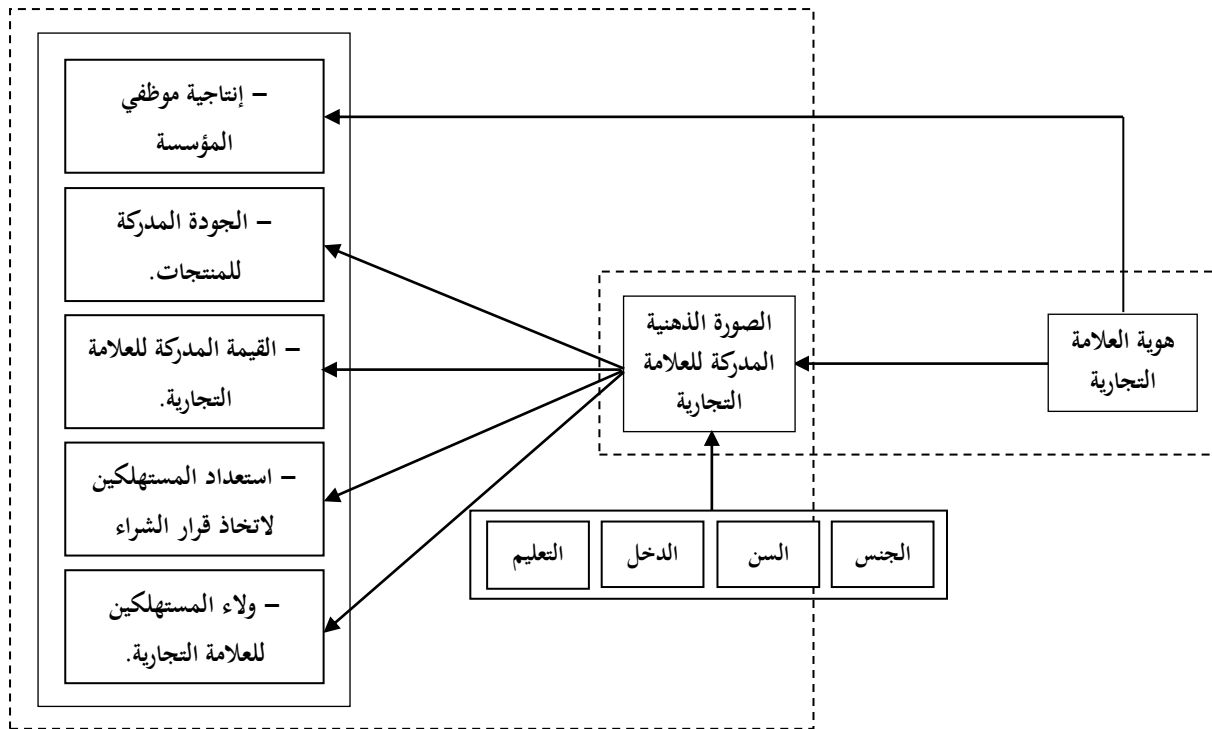 – إنتاجية موظفي
المؤسسة
– الجودة المدركة
للمنتجات.
– القيمة المدركة للعلامة
التجارية.
– استعداد المستهلكين
لاتخاذ قرار الشراء
– ولاء المستهلكين
للعلامة التجارية.
الصورة الذهنية
المدركة للعلامة
التجارية
هوية العلامة
التجارية
الجنس
السن
الدخل
التعليم